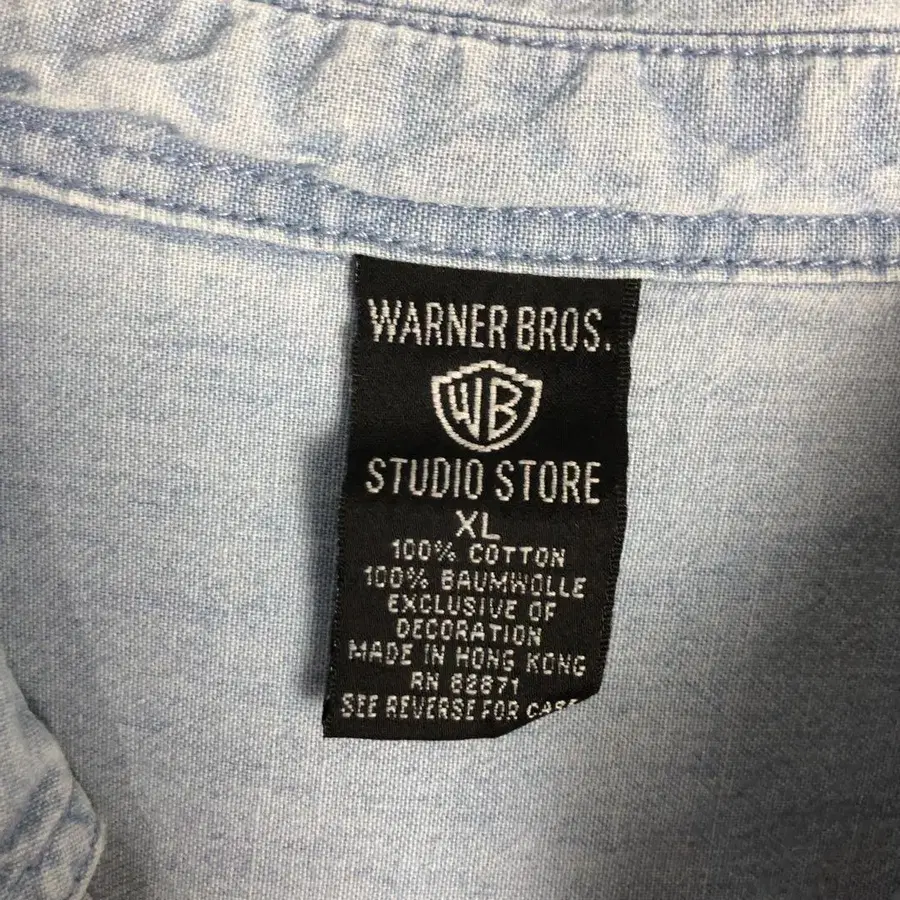 WARNER BROS.
WB
STUDIO STORE
XL
100% COTTON
100% BAUMWOLLE
EXCLUSIVE OF
DECORATION
MADE IN HONG KONG
RN 62671
SEE REVERSE FOR